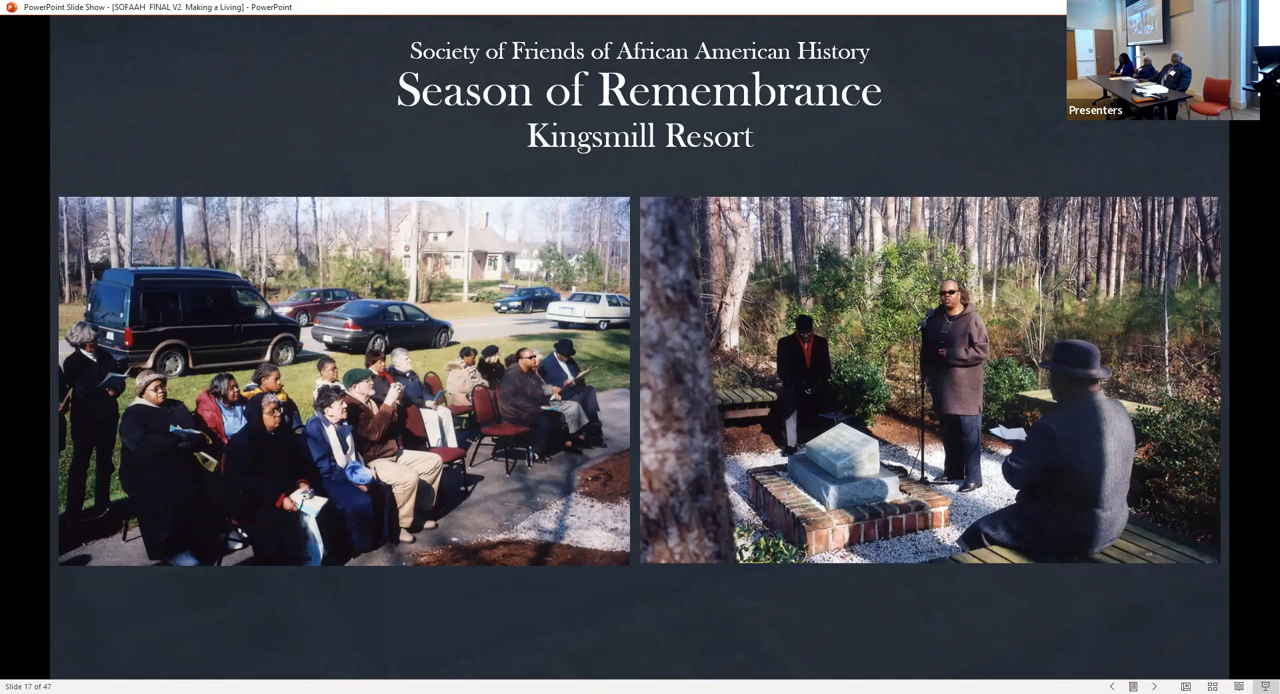 PowerPoint Slide Show - [SOFAAH  FINAL V2  Making a Living] - PowerPoint
Society of Friends of African American History
Season of Remembrance
Kingsmill Resort
Presenters
Slide 17 of 47